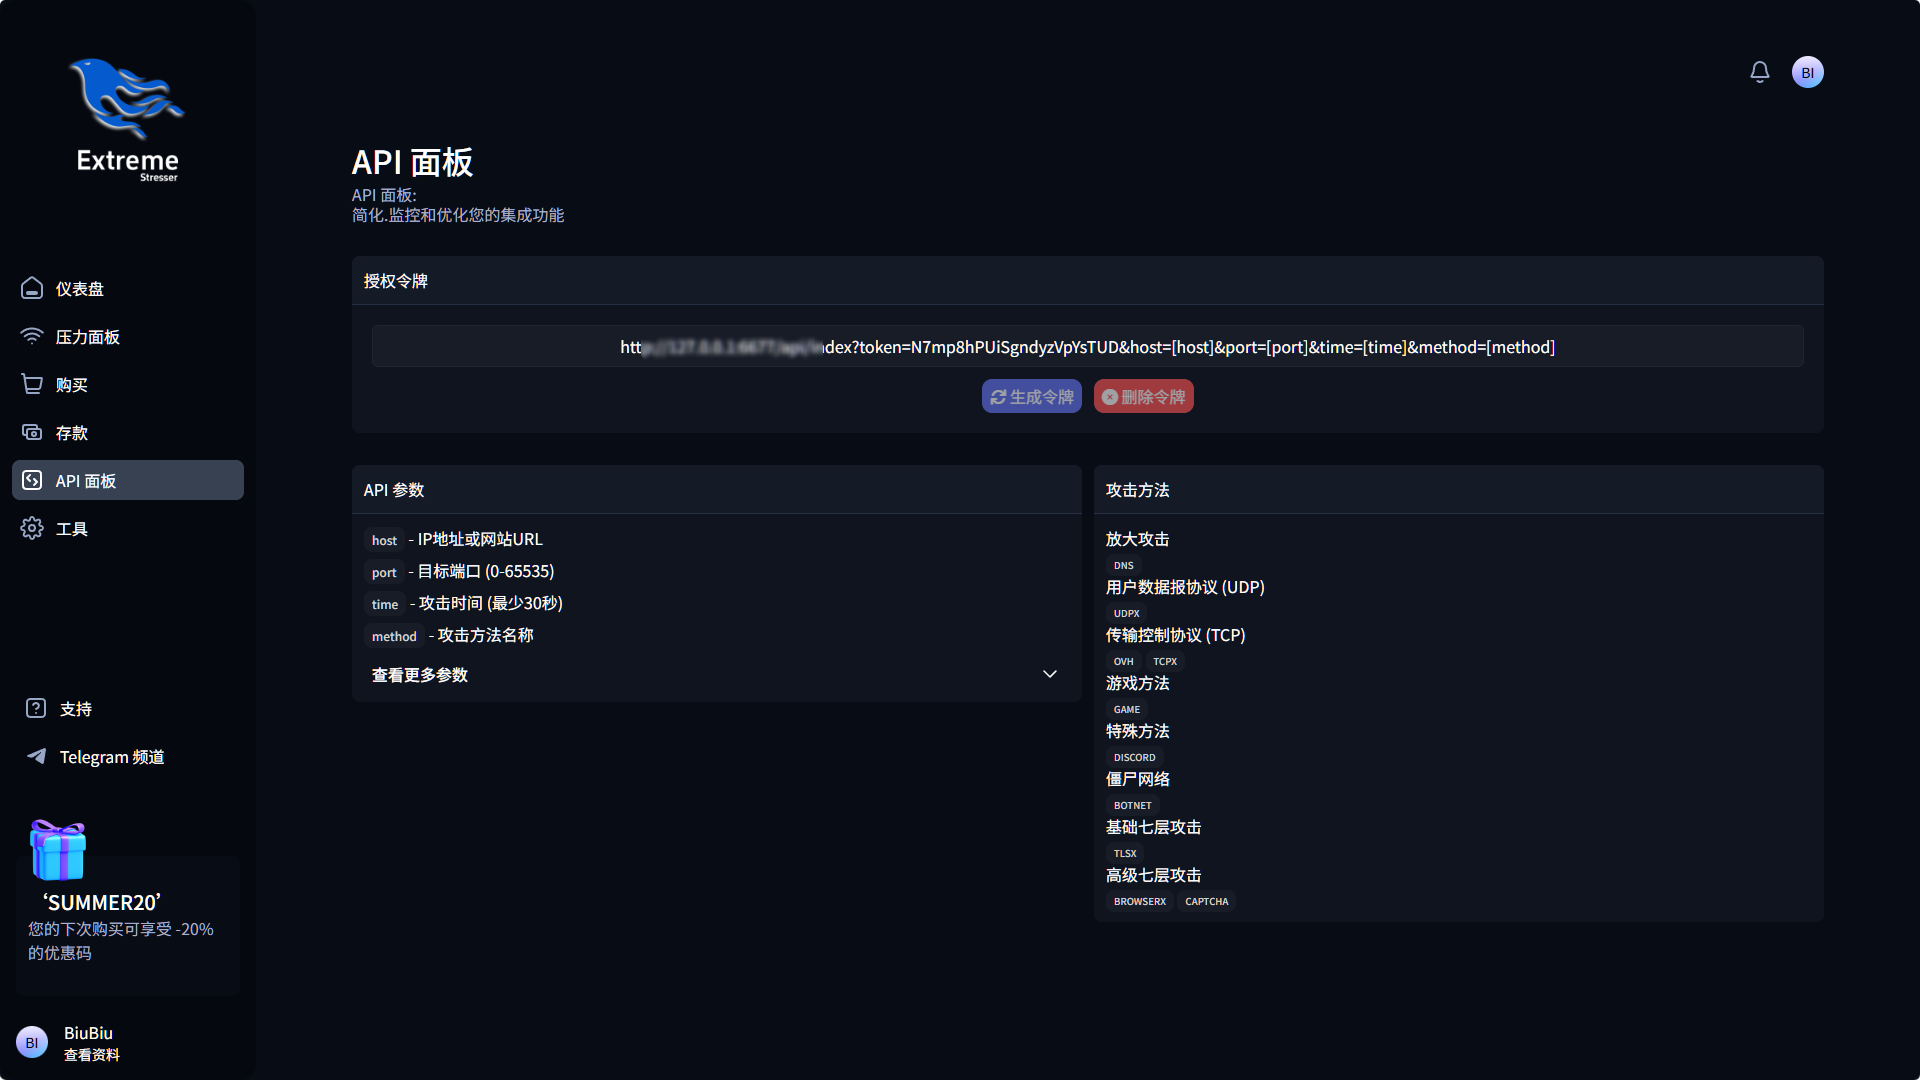 Extreme
Stresser
仪表盘
压力面板
购买
存款
API 面板
工具
支持
Telegram 频道
‘SUMMER20’
您的下次购买可享受 -20%
的优惠码
BI
BiuBiu
查看资料
BI
API 面板
API 面板:
简化.监控和优化您的集成功能
授权令牌
htt dex?token=N7mp8hPUiSgndyzVpYsTUD&host=[host]&port=[port]&time=[time]&method=[method]
生成令牌 删除令牌
API 参数
host - IP地址或网站URL
port - 目标端口 (0-65535)
time - 攻击时间 (最少30秒)
method - 攻击方法名称
查看更多参数
攻击方法
放大攻击
DNS
用户数据报协议 (UDP)
UDPX
传输控制协议 (TCP)
OVH TCPX
游戏方法
GAME
特殊方法
DISCORD
僵尸网络
BOTNET
基础七层攻击
TLSX
高级七层攻击
BROWSERX CAPTCHA